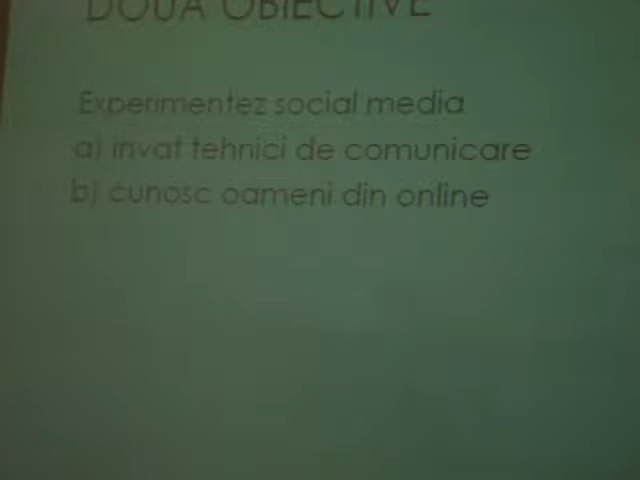 DOUA OBIECTIVE
Experimentez social media
a) invat tehnici de comunicare
b) cunosc oameni din online